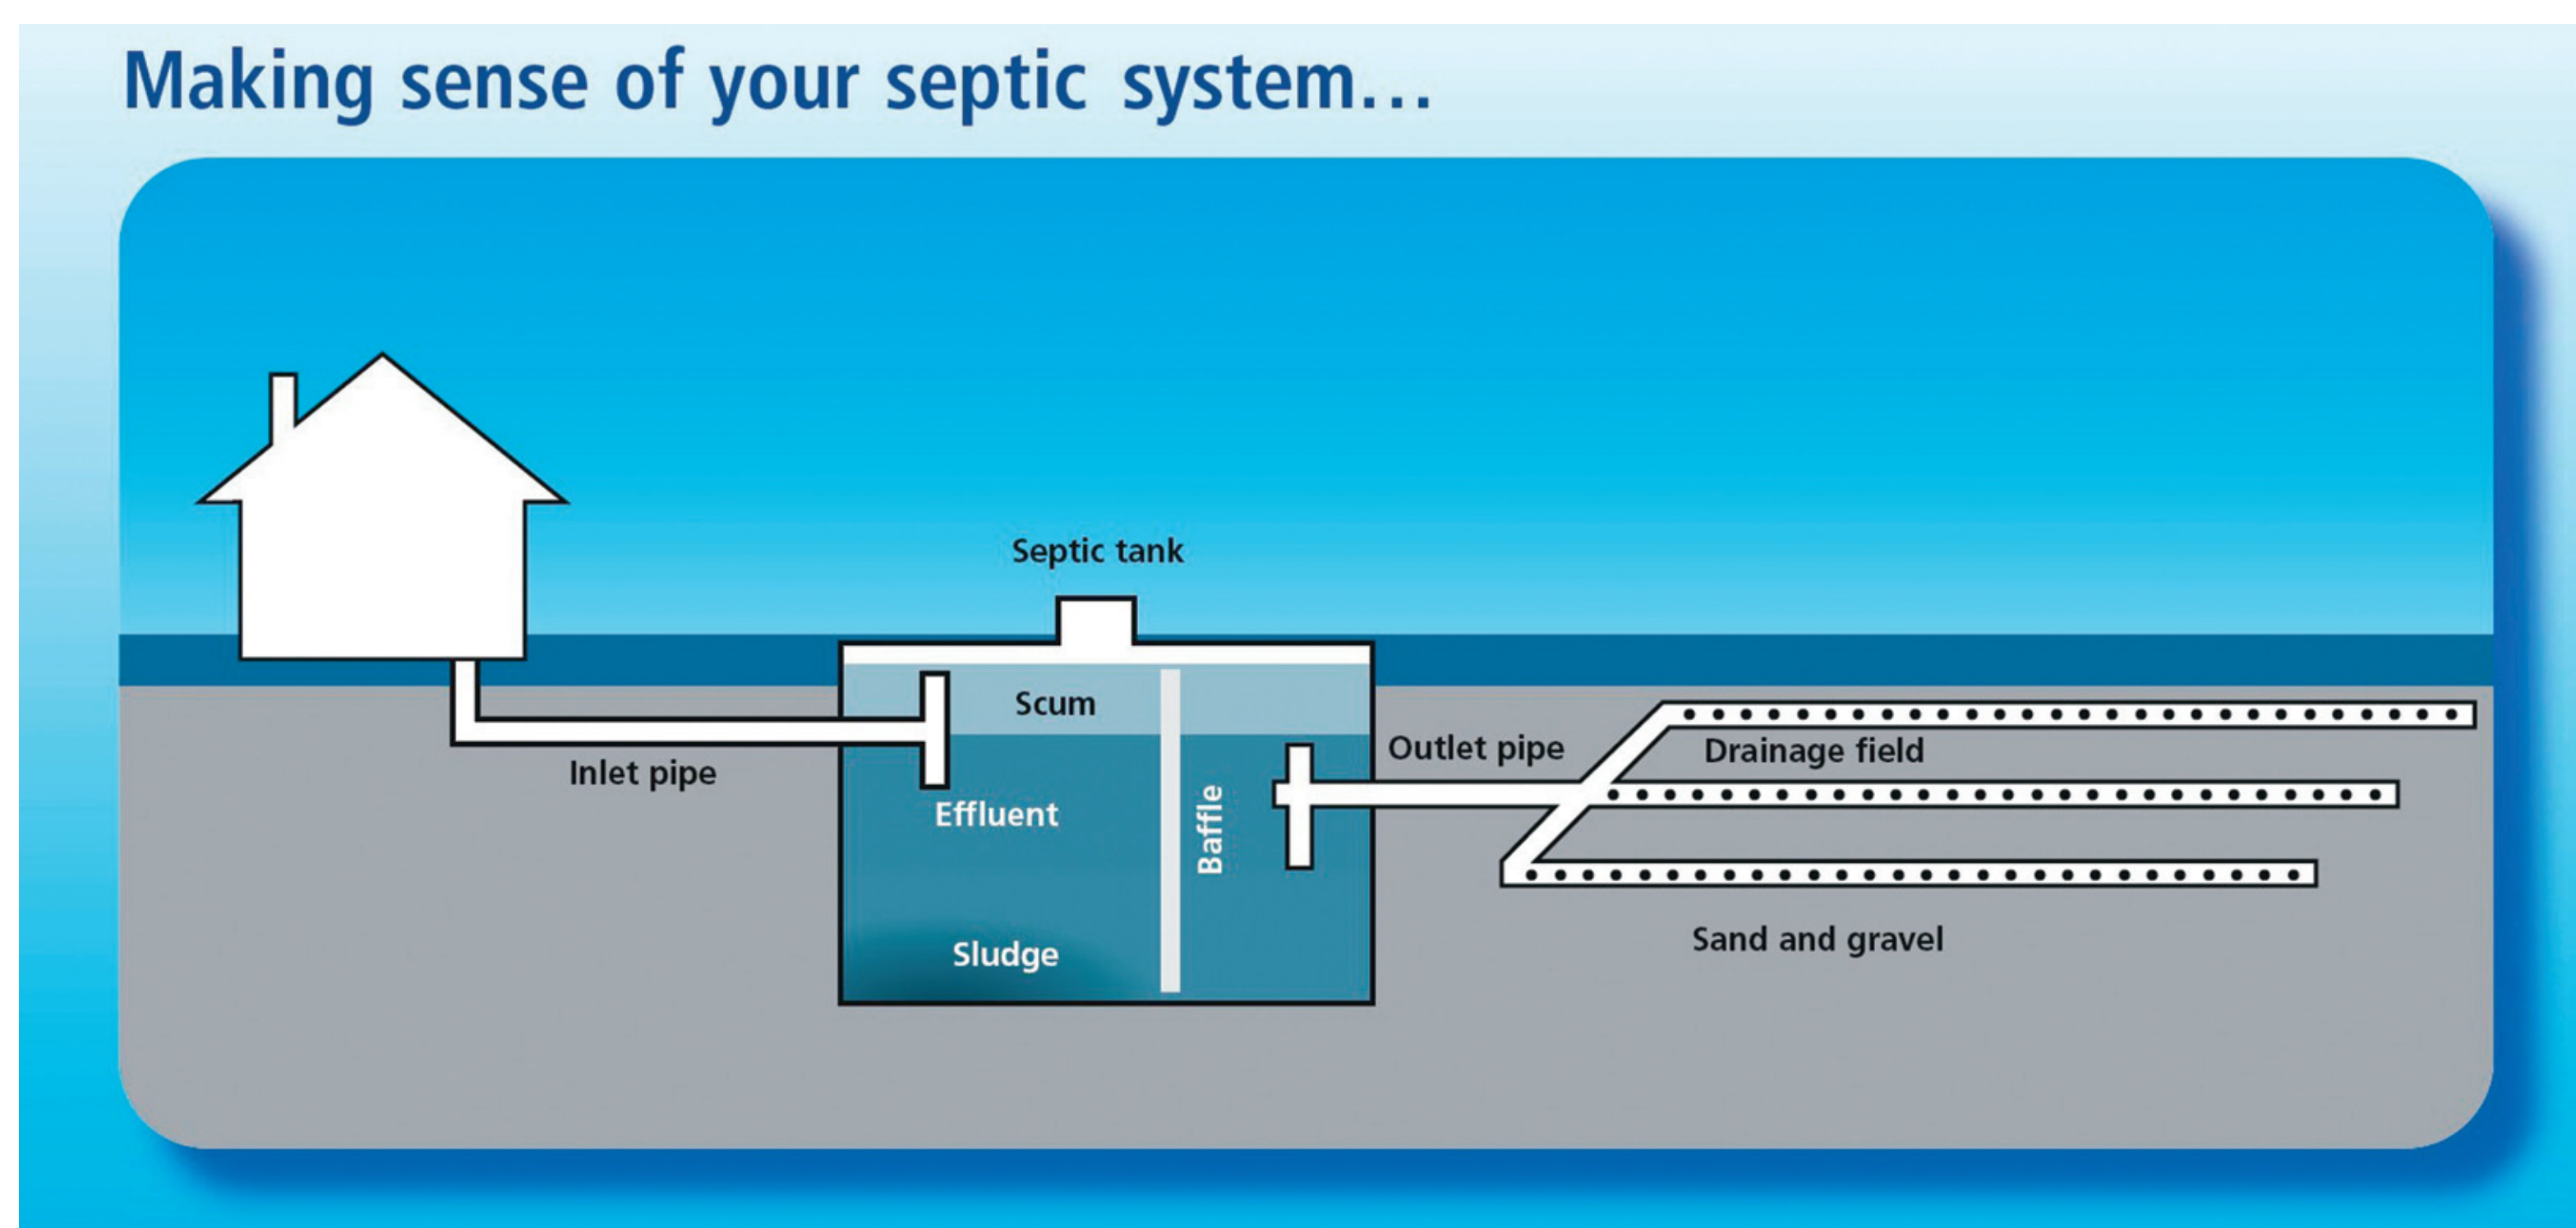 Making sense of your septic system...
Septic tank
Scum
Inlet pipe
Effluent
Baffle
Sludge
Outlet pipe
Drainage field
Sand and gravel